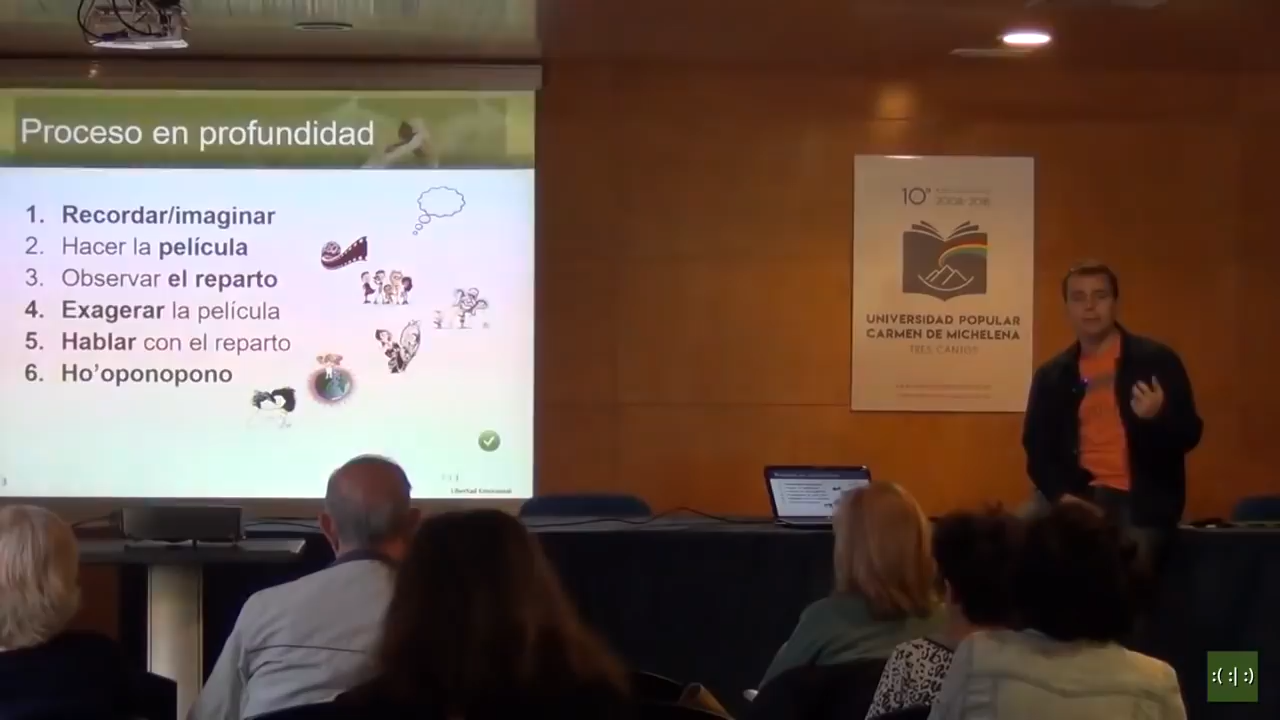 Proceso en profundidad
1. Recordar/imaginar
2. Hacer la película
3. Observar el reparto
4. Exagerar la película
5. Hablar con el reparto
6. Ho'oponopono
Libertad Emocional
10º
2008-2018
UNIVERSIDAD POPULAR
CARMEN DE MICHELENA
TRES CANTOS
:( :| :)